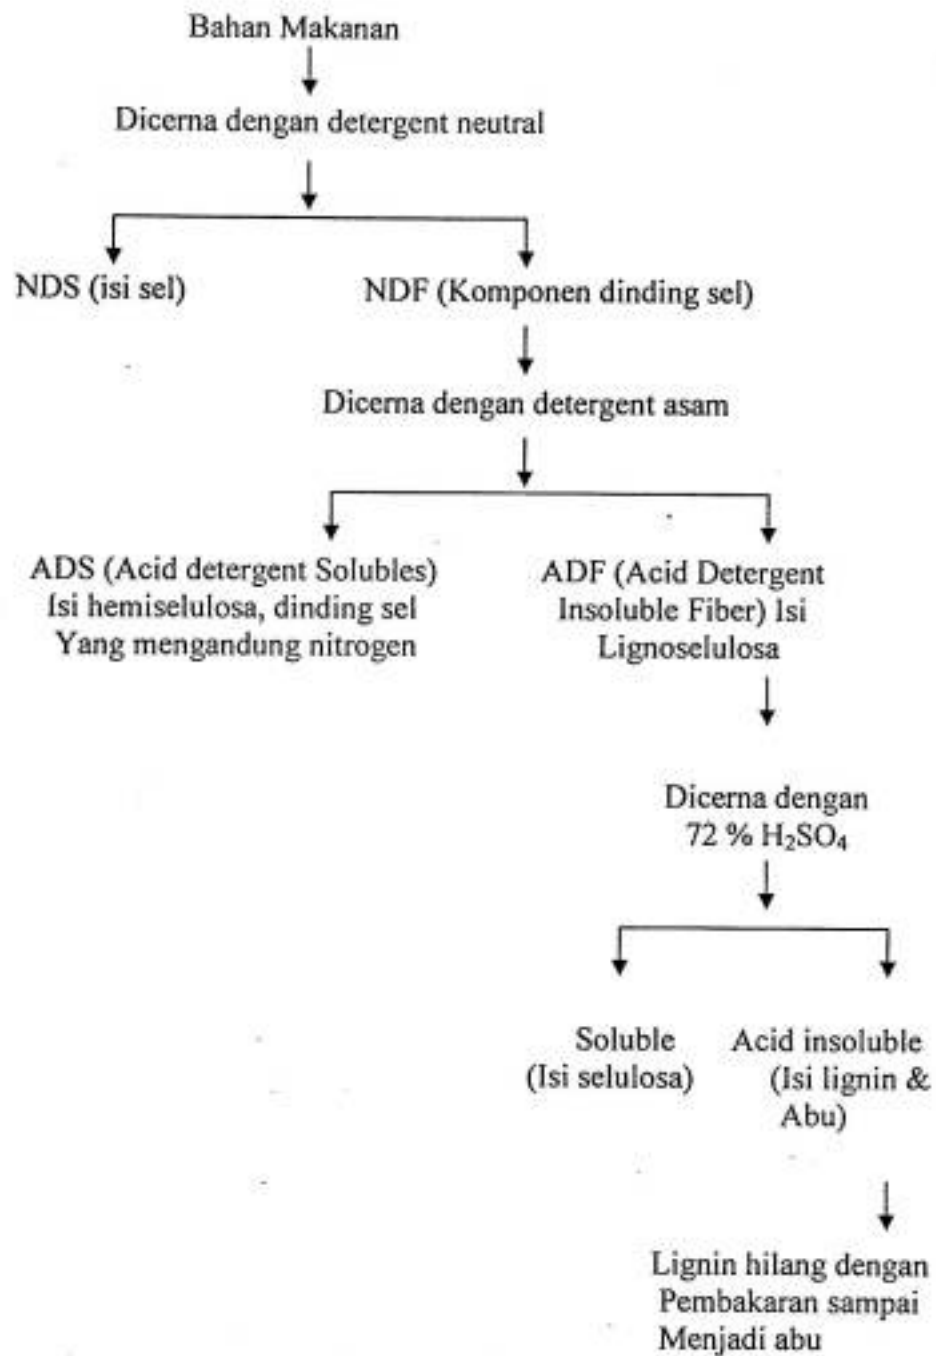 Bahan Makanan
Dicerna dengan detergent neutral
NDS (isi sel)
NDF (Komponen dinding sel)
Dicerna dengan detergent asam
ADS (Acid detergent Solubles)
Isi hemiselulosa, dinding sel
Yang mengandung nitrogen
ADF (Acid Detergent
Insoluble Fiber) Isi
Lignoselulosa
Dicerna dengan
72 % H₂SO₄
Soluble
(Isi selulosa)
Acid insoluble
(Isi lignin &
Abu)
Lignin hilang dengan
Pembakaran sampai
Menjadi abu